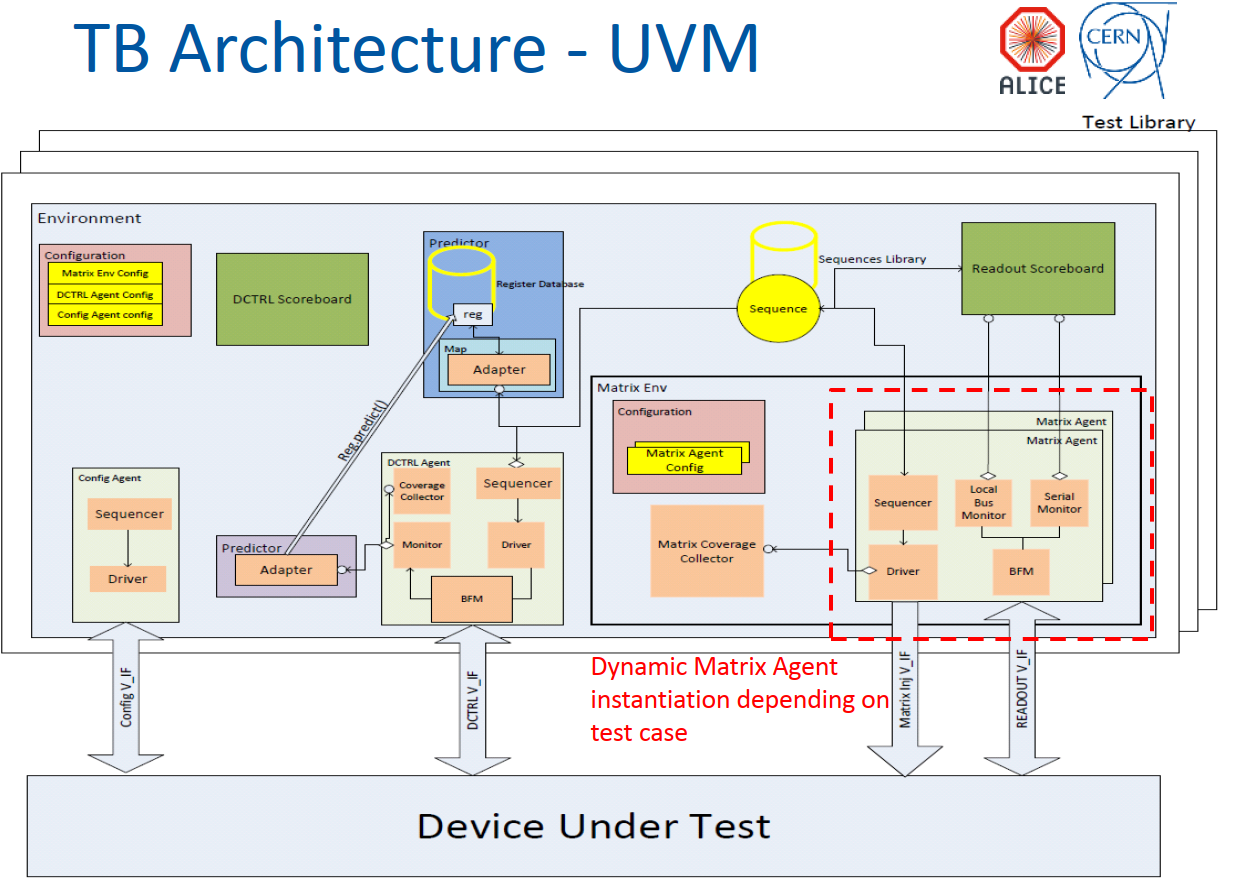 TB Architecture - UVM
ALICE
CERN
Test Library
Environment
Configuration
Matrix Env Config
DCTRL Agent Config
Config Agent config
DCTRL Scoreboard
Predictor
Register Database
reg
Map
Adapter
Sequences Library
Sequence
Readout Scoreboard
Reg.predict()
Matrix Env
Configuration
Matrix Agent
Config
Matrix Agent
Matrix Agent
Config Agent
Sequencer
Driver
Predictor
Adapter
DCTRL Agent
Coverage
Collector
Sequencer
Monitor
Driver
BFM
Matrix Coverage
Collector
Sequencer
Local
Bus
Monitor
Serial
Monitor
Driver
BFM
Config V_IF
DCTRL V_IF
Dynamic Matrix Agent
instantiation depending on
test case
Matrix Inj V_IF
READOUT V_IF
Device Under Test